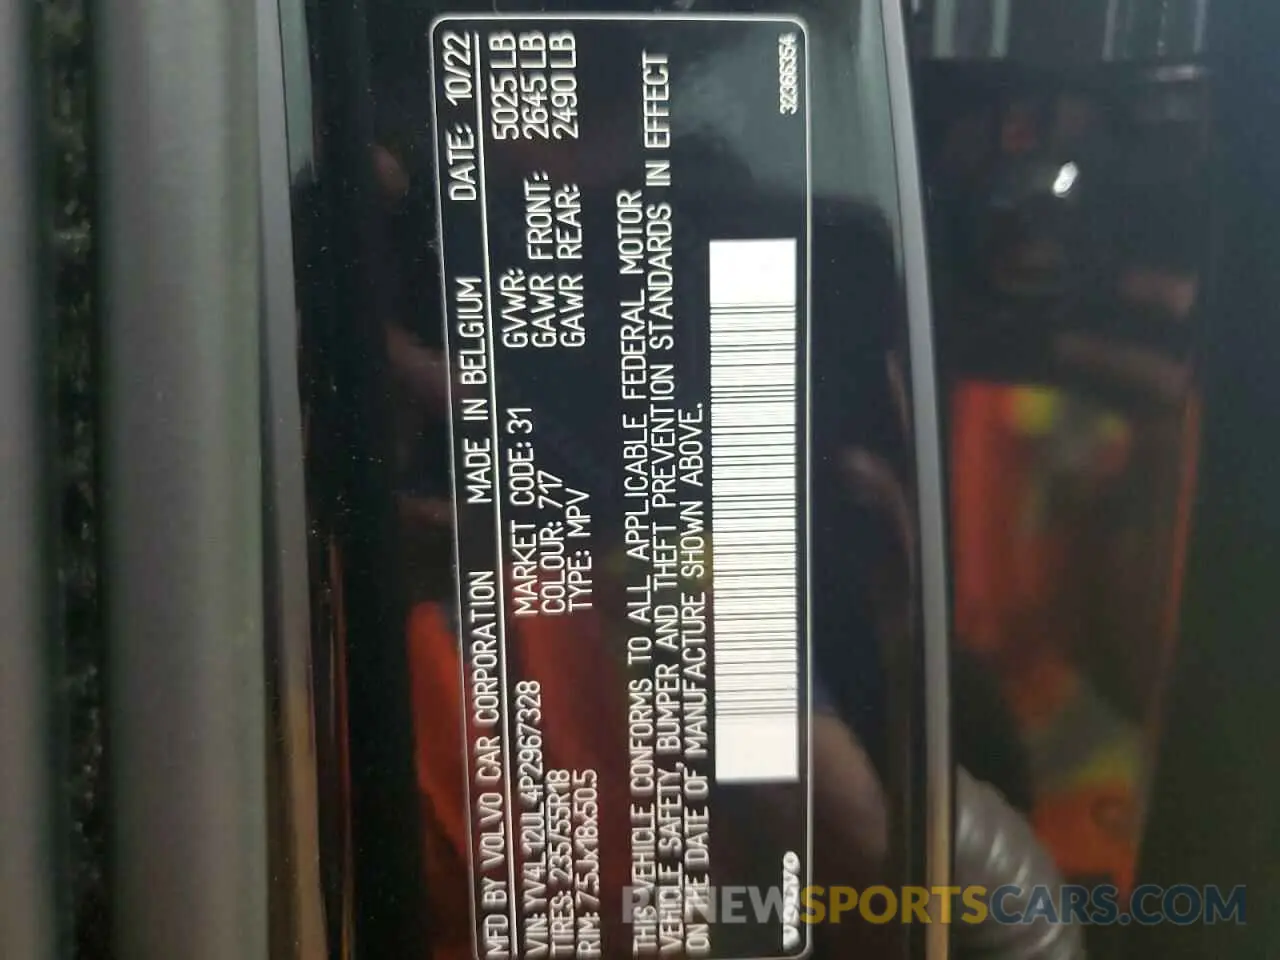 MFD BY VOLVO CAR CORPORATION MADE IN BELGIUM DATE: 10/22
VIN: YV4L12UL4P2967328 MARKET CODE: 31 GVWR: 5025 LB
TIRES: 235/55R18 COLOUR: 717 GAWR FRONT: 2645 LB
RIM: 7.5Jx18x50.5 TYPE: MPV GAWR REAR: 2490 LB
THIS VEHICLE CONFORMS TO ALL APPLICABLE FEDERAL MOTOR
VEHICLE SAFETY, BUMPER AND THEFT PREVENTION STANDARDS IN EFFECT
ON THE DATE OF MANUFACTURE SHOWN ABOVE.
VOLVO
32366354
RENEWSPORTSCARS.COM